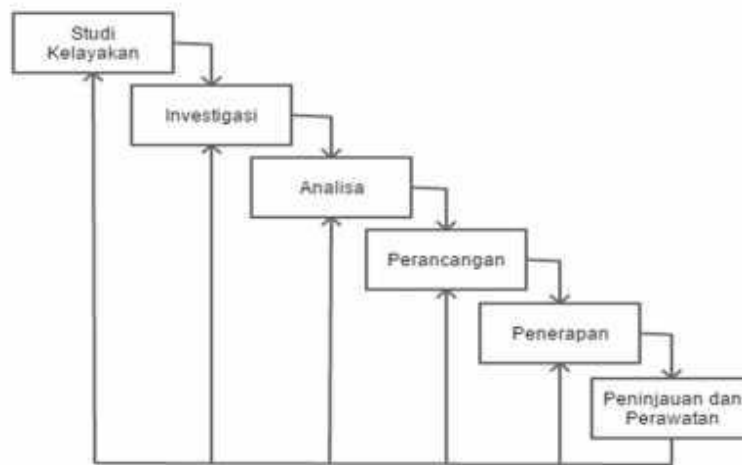 Studi
Kelayakan
Investigasi
Analisa
Perancangan
Penerapan
Peninjauan dan
Perawatan